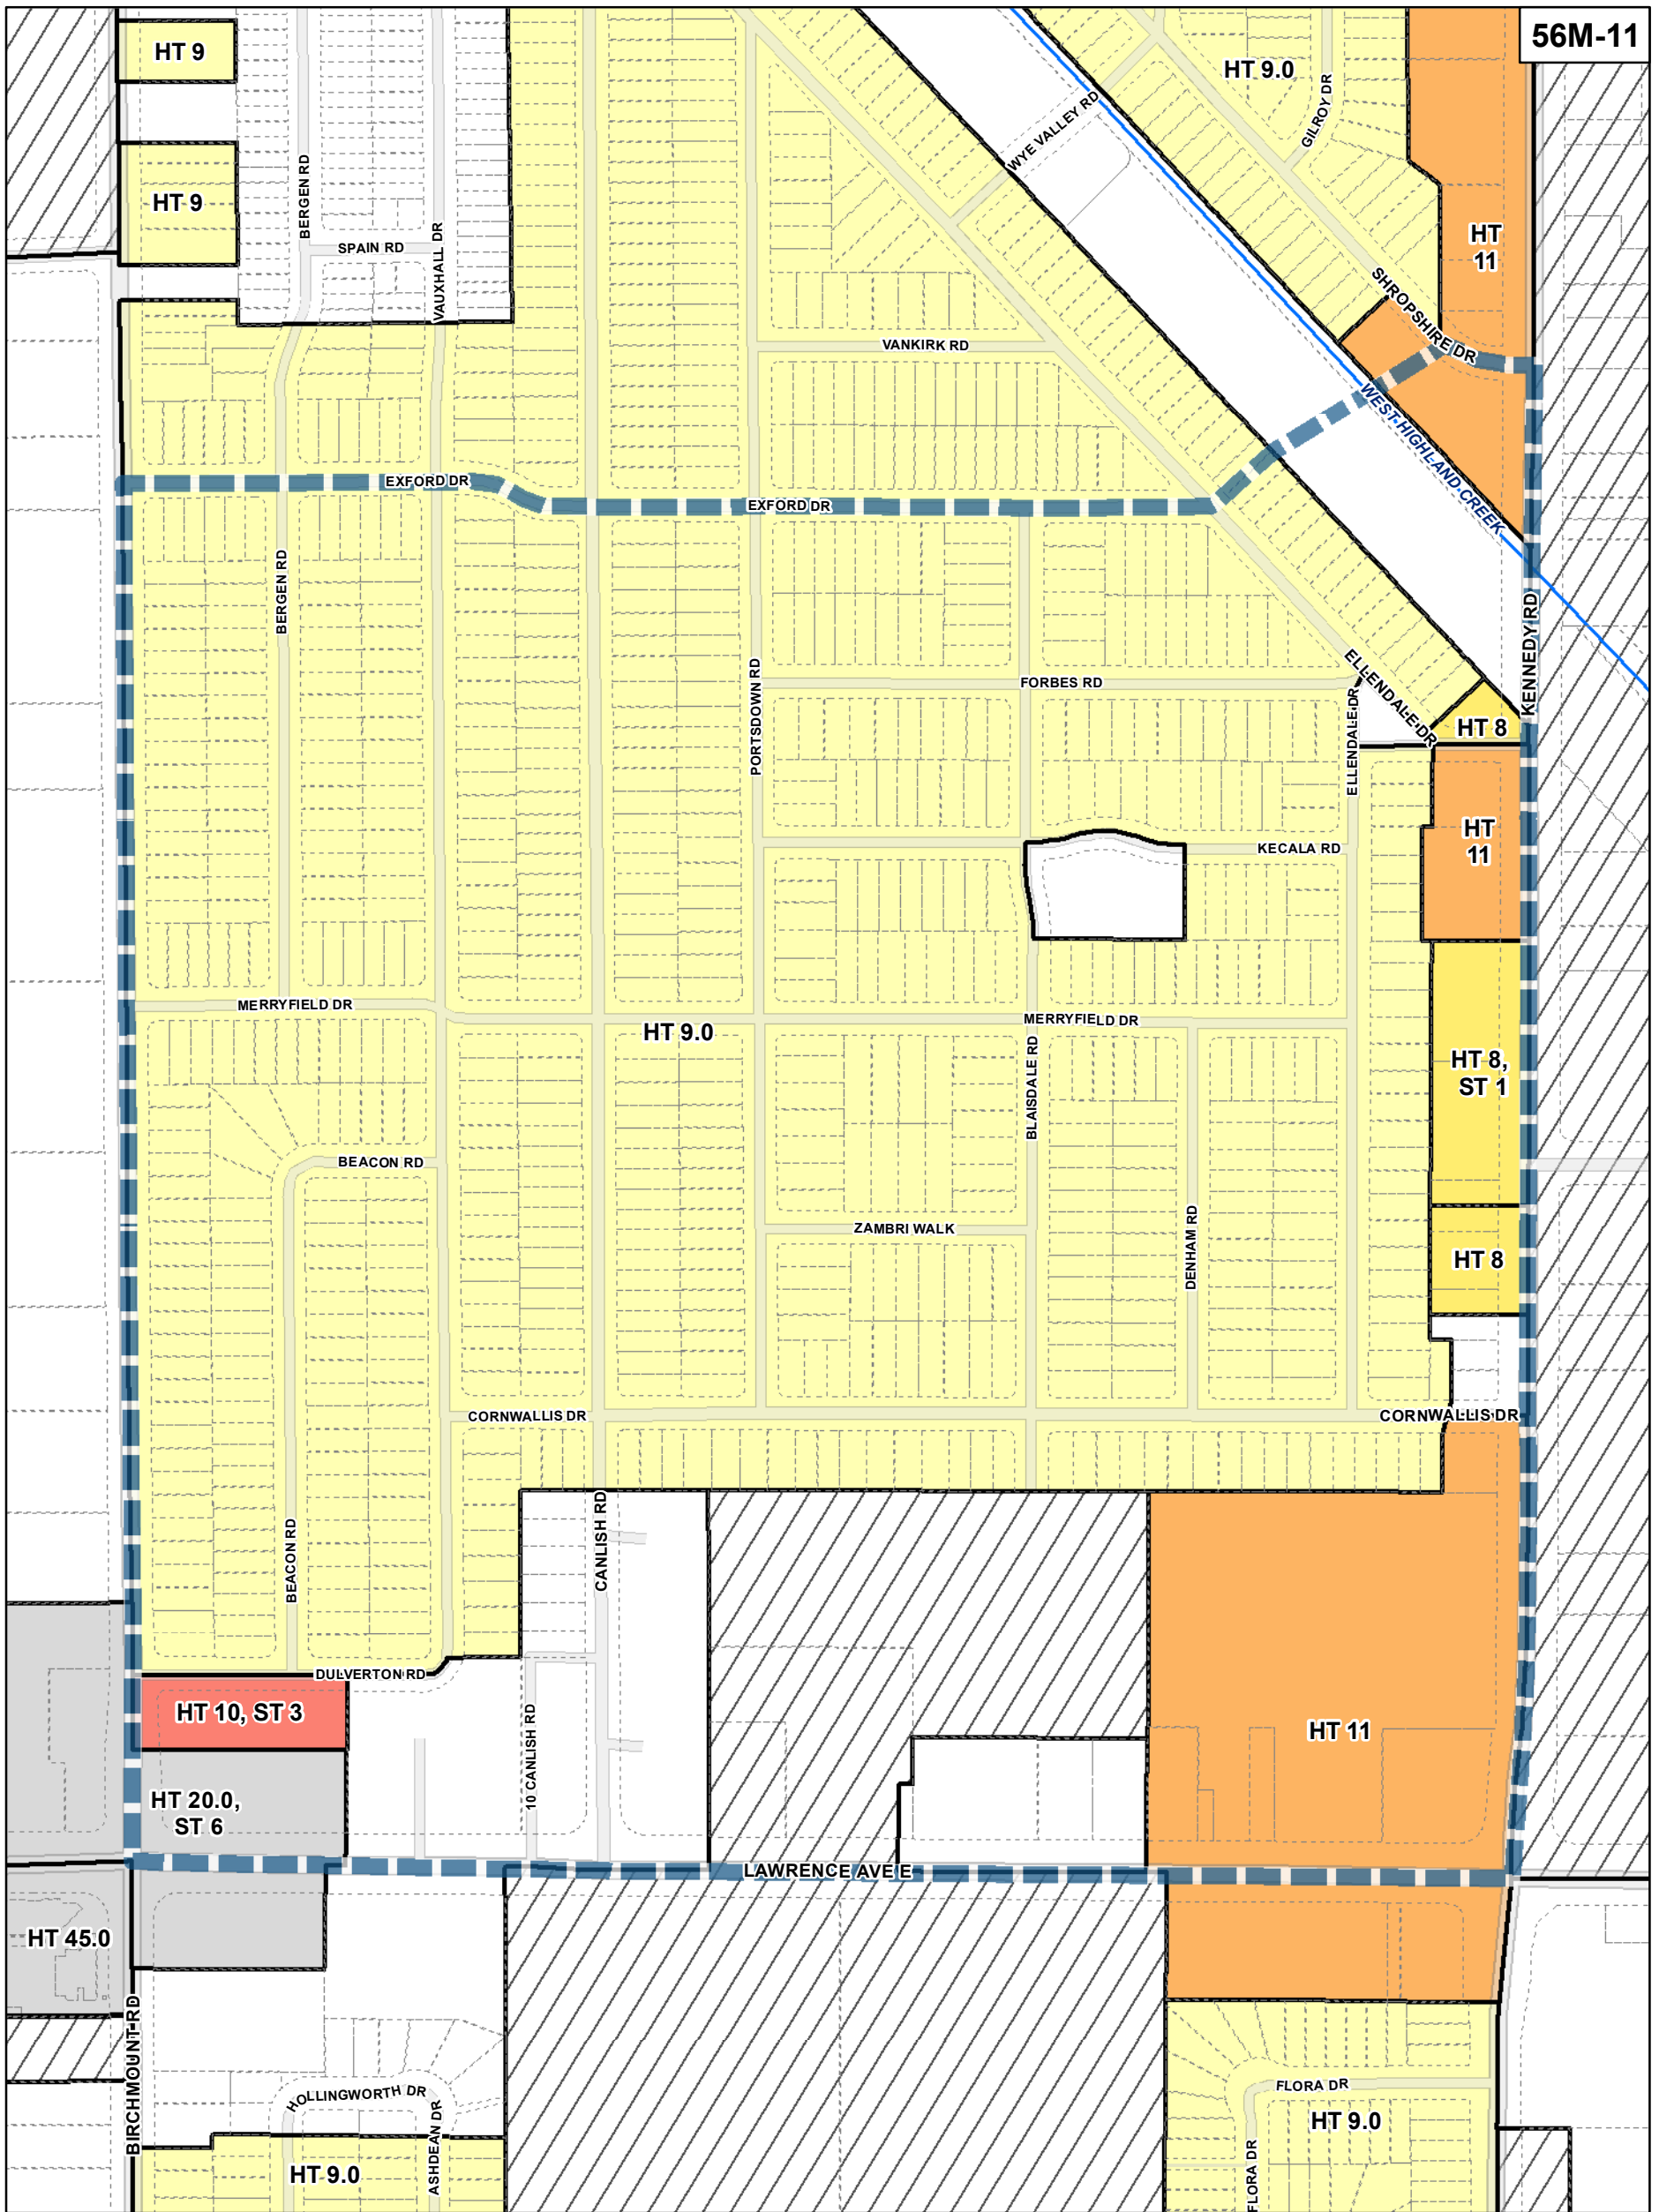 56M-11
HT 9
HT 9.0
GILROY DR
WYE VALLEY RD
BERGEN RD
HT 9
SPAIN RD
VAUXHALL DR
HT
11
SHROPSHIRE DR
VANKIRK RD
WEST HIGHLAND CREEK
EXFORD DR
EXFORD DR
BERGEN RD
KENNEDY RD
PORTSDOWN RD
FORBES RD
ELLENDALE DR
ELLENDALE DR
HT 8
HT
11
KECALA RD
MERRYFIELD DR
HT 9.0
MERRYFIELD DR
BLAISDALE RD
HT 8,
ST 1
BEACON RD
ZAMBRI WALK
DENHAM RD
HT 8
CORNWALLIS DR
CORNWALLIS DR
CANLISH RD
BEACON RD
DULVERTON RD
HT 10, ST 3
10 CANLISH RD
HT 11
HT 20.0,
ST 6
LAWRENCE AVE E
HT 45.0
BIRCHMOUNT RD
HOLLINGWORTH DR
ASHDEAN DR
FLORA DR
HT 9.0
HT 9.0
FLORA DR